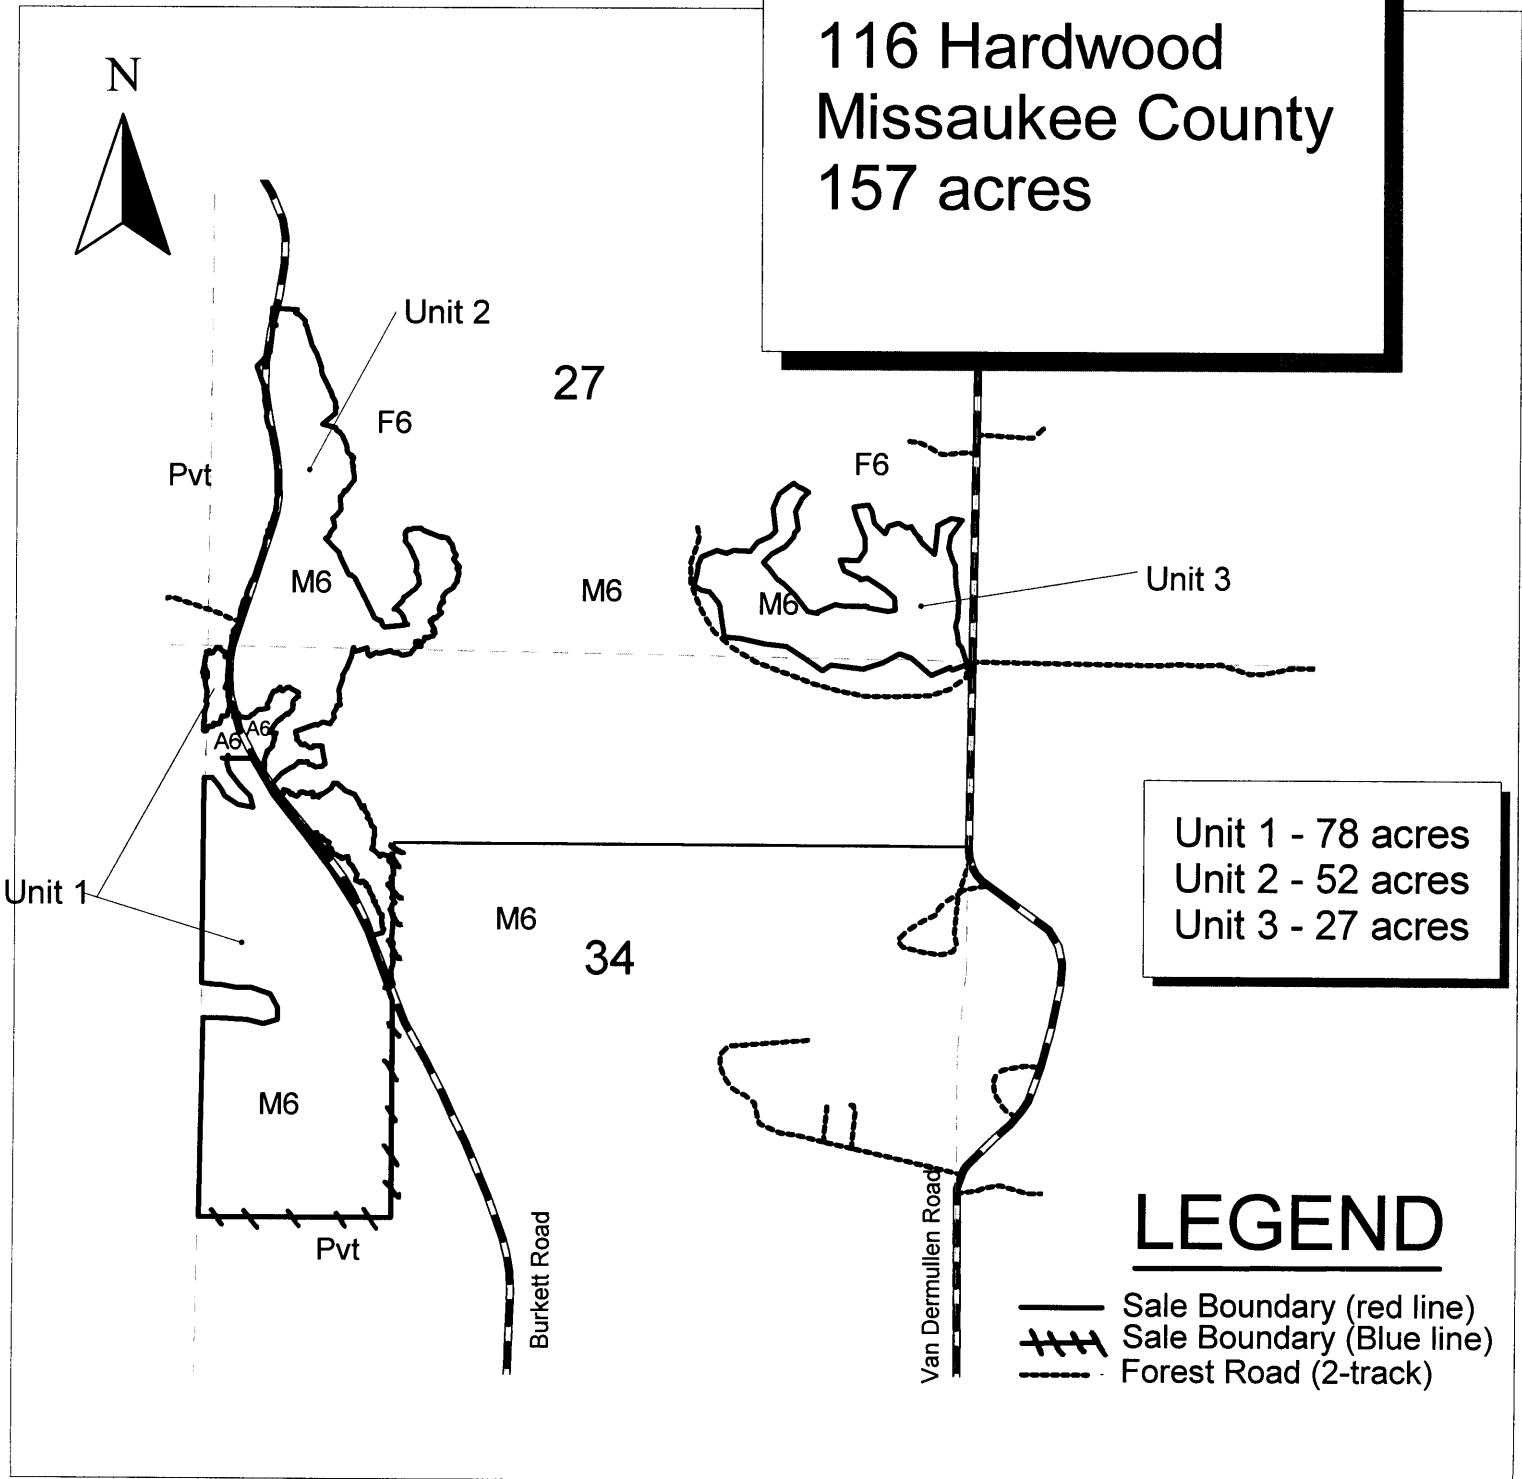 116 Hardwood
Missaukee County
157 acres
N
Unit 2
27
F6
Pvt
F6
M6
M6
M6
Unit 3
A6
A6
Unit 1 - 78 acres
Unit 2 - 52 acres
Unit 3 - 27 acres
Unit 1
M6
34
M6
Pvt
Burkett Road
Van Dermullen Road
LEGEND
Sale Boundary (red line)
Sale Boundary (Blue line)
Forest Road (2-track)